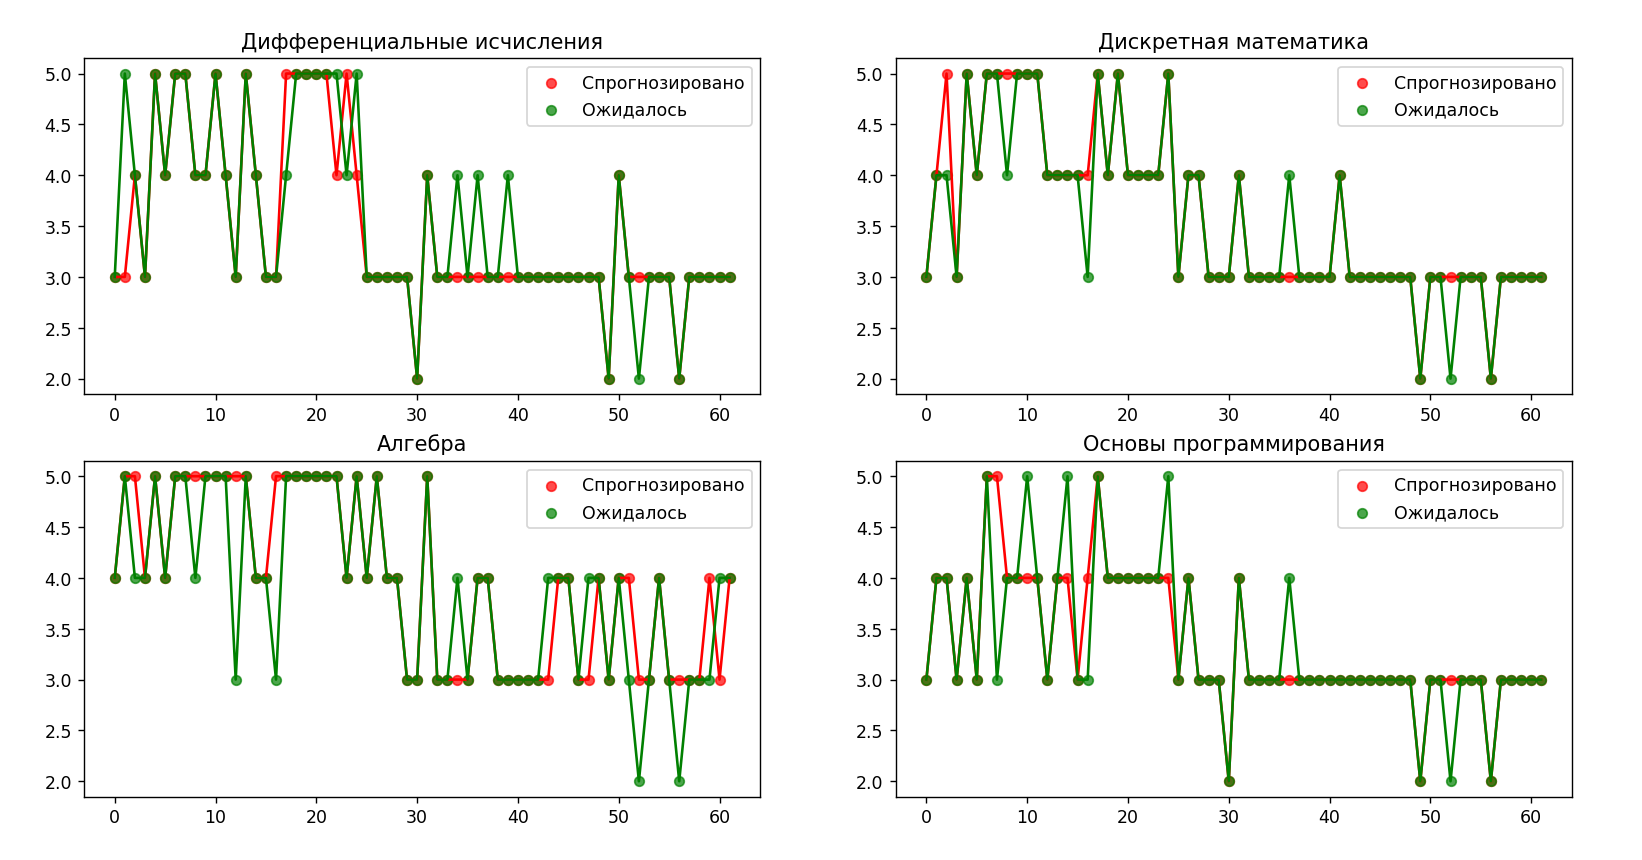 Дифференциальные исчисления
5.0
4.5
4.0
3.5
3.0
2.5
2.0
0 10 20 30 40 50 60
Спрогнозировано
Ожидалось
Дискретная математика
5.0
4.5
4.0
3.5
3.0
2.5
2.0
0 10 20 30 40 50 60
Спрогнозировано
Ожидалось
Алгебра
5.0
4.5
4.0
3.5
3.0
2.5
2.0
0 10 20 30 40 50 60
Спрогнозировано
Ожидалось
Основы программирования
5.0
4.5
4.0
3.5
3.0
2.5
2.0
0 10 20 30 40 50 60
Спрогнозировано
Ожидалось